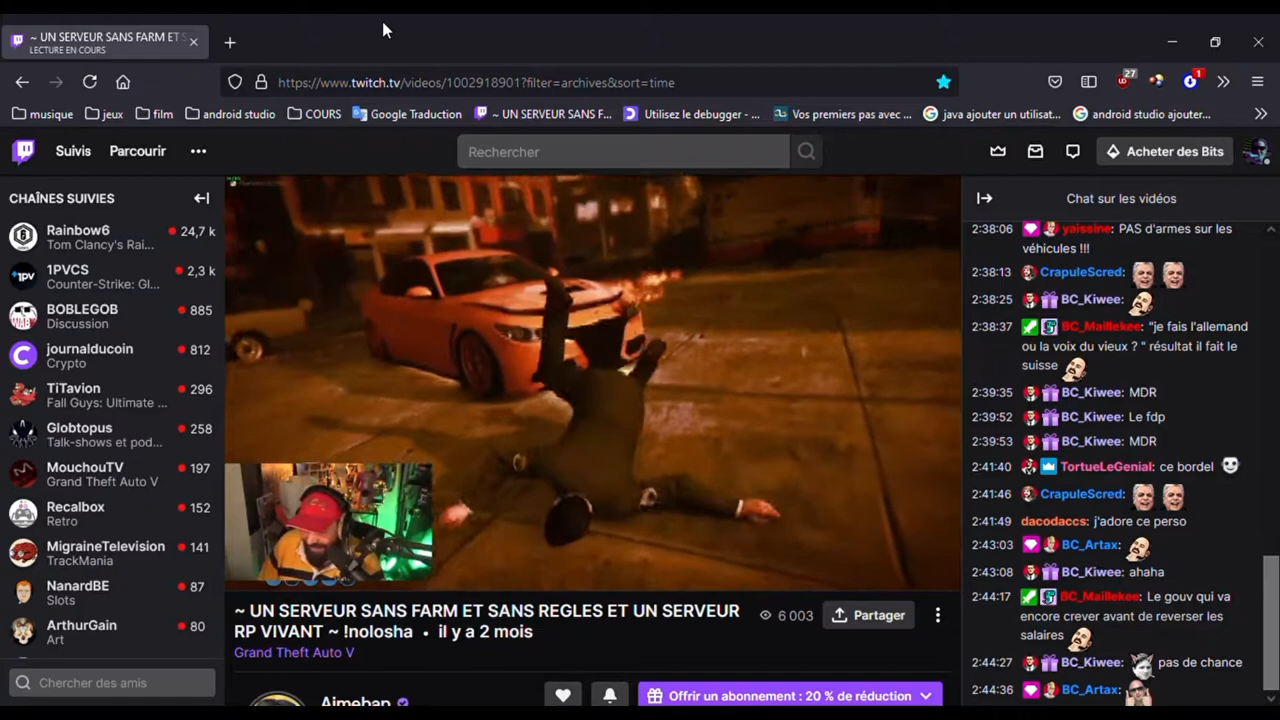 ~ UN SERVEUR SANS FARM ET S
LECTURE EN COURS
https://www.twitch.tv/videos/1002918901?filter=archives&sort=time
27
1
musique
jeux
film
android studio
COURS
Google Traduction
~ UN SERVEUR SANS F...
Utilisez le debugger - ...
Vos premiers pas avec ...
java ajouter un utilisat...
android studio ajouter...
Suivis
Parcourir
Rechercher
Acheter des Bits
CHAÎNES SUIVIES
Rainbow6
24,7 k
Tom Clancy's Rai...
1PVCS
2,3 k
Counter-Strike: Gl...
BOBLEGOB
885
Discussion
journalducoin
812
Crypto
TiTavion
296
Fall Guys: Ultimate ...
Globtopus
258
Talk-shows et pod...
MouchouTV
197
Grand Theft Auto V
Recalbox
152
Retro
MigraineTelevision
141
TrackMania
NanardBE
87
Slots
ArthurGain
80
Art
Chercher des amis
~ UN SERVEUR SANS FARM ET SANS REGLES ET UN SERVEUR
RP VIVANT ~ !nolosha • il y a 2 mois
Grand Theft Auto V
6 003
Partager
Aimeban
Offrir un abonnement : 20 % de réduction
Chat sur les vidéos
2:38:06 yaissine: PAS d'armes sur les
véhicules !!!
2:38:13 CrapuleScred:
2:38:25 BC_Kiwee:
2:38:37 BC_Maillekee: "je fais l'allemand
ou la voix du vieux ? " résultat il fait le
suisse
2:39:35 BC_Kiwee: MDR
2:39:52 BC_Kiwee: Le fdp
2:39:53 BC_Kiwee: MDR
2:41:40 TortueLeGenial: ce bordel
2:41:46 CrapuleScred:
2:41:49 dacodaccs: j'adore ce perso
2:43:03 BC_Artax:
2:43:08 BC_Kiwee: ahaha
2:44:17 BC_Maillekee: Le gouv qui va
encore crever avant de reverser les
salaires
2:44:27 BC_Kiwee: pas de chance
2:44:36 BC_Artax: